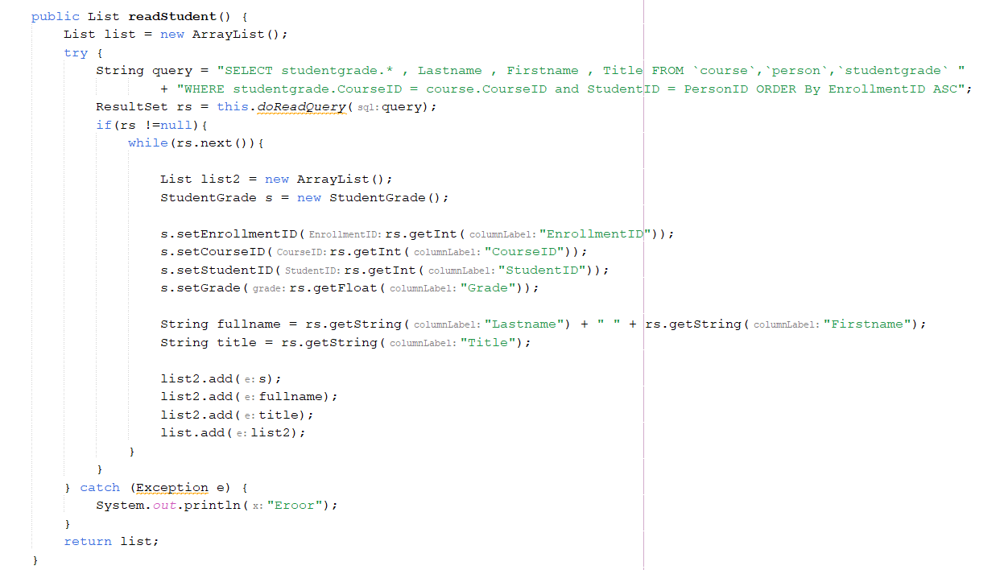 public List readStudent() {
List list = new ArrayList();
try {
String query = "SELECT studentgrade.* , Lastname , Firstname , Title FROM `course`,`person`,`studentgrade` "
+ "WHERE studentgrade.CourseID = course.CourseID and StudentID = PersonID ORDER By EnrollmentID ASC";
ResultSet rs = this.doReadQuery( sql: query);
if(rs !=null){
while(rs.next()){
List list2 = new ArrayList();
StudentGrade s = new StudentGrade();
s.setEnrollmentID( EnrollmentID: rs.getInt( columnLabel: "EnrollmentID"));
s.setCourseID( CourseID: rs.getInt( columnLabel: "CourseID"));
s.setStudentID( StudentID: rs.getInt( columnLabel: "StudentID"));
s.setGrade( grade: rs.getFloat( columnLabel: "Grade"));
String fullname = rs.getString( columnLabel: "Lastname") + " " + rs.getString( columnLabel: "Firstname");
String title = rs.getString( columnLabel: "Title");
list2.add( e: s);
list2.add( e: fullname);
list2.add( e: title);
list.add( e: list2);
}
}
} catch (Exception e) {
System.out.println( x: "Eroor");
}
return list;
}